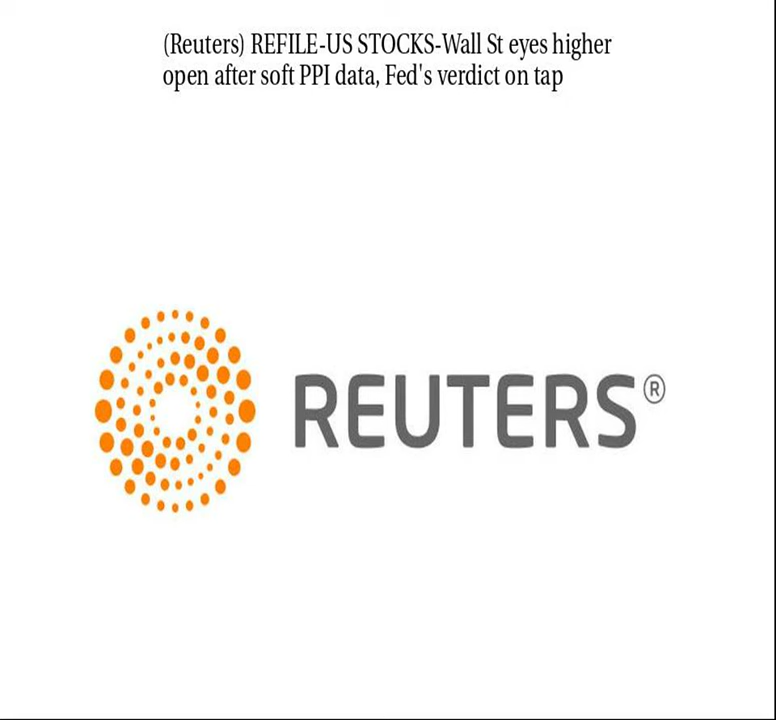 (Reuters) REFILE-US STOCKS-Wall St eyes higher
open after soft PPI data, Fed's verdict on tap
REUTERS®